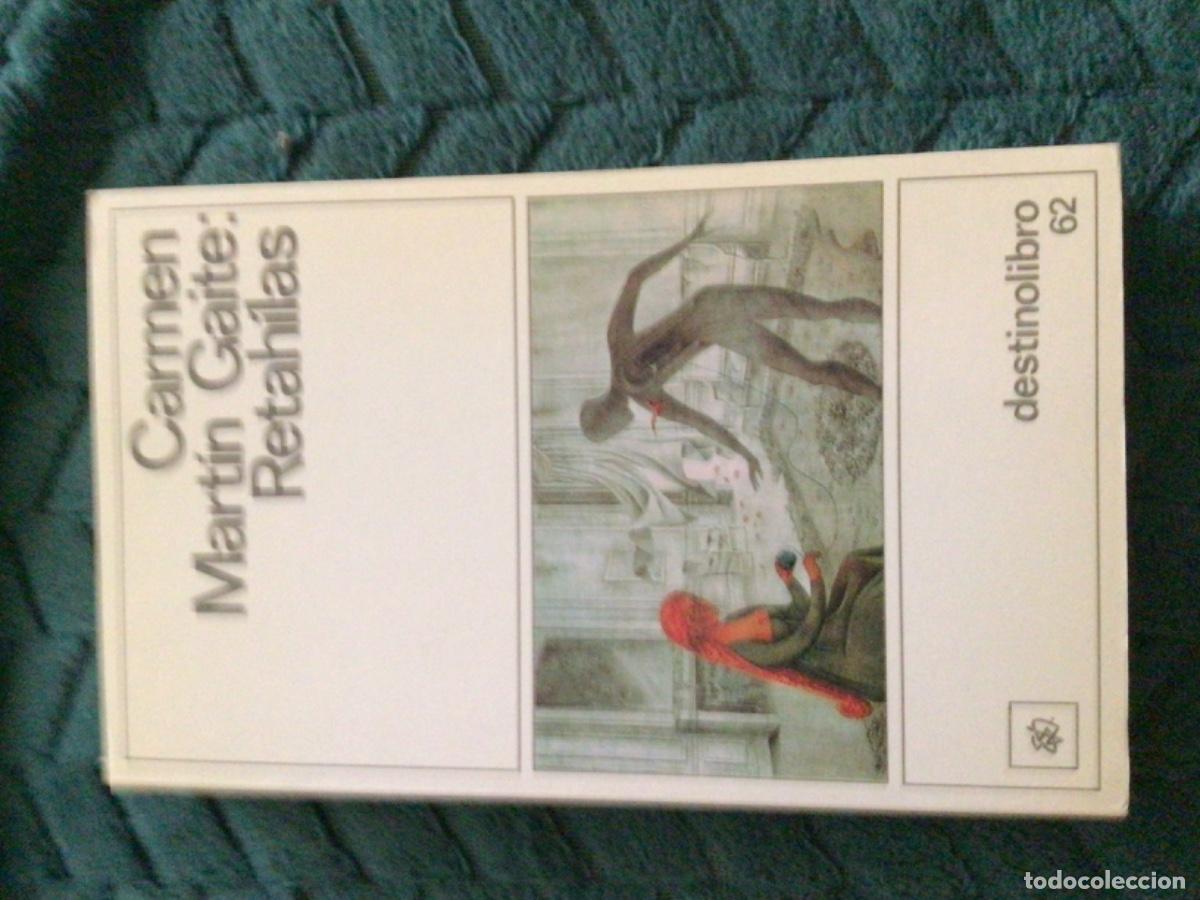 Carmen
Martín Gaite:
Retahílas
destinolibro
62
todocoleccion